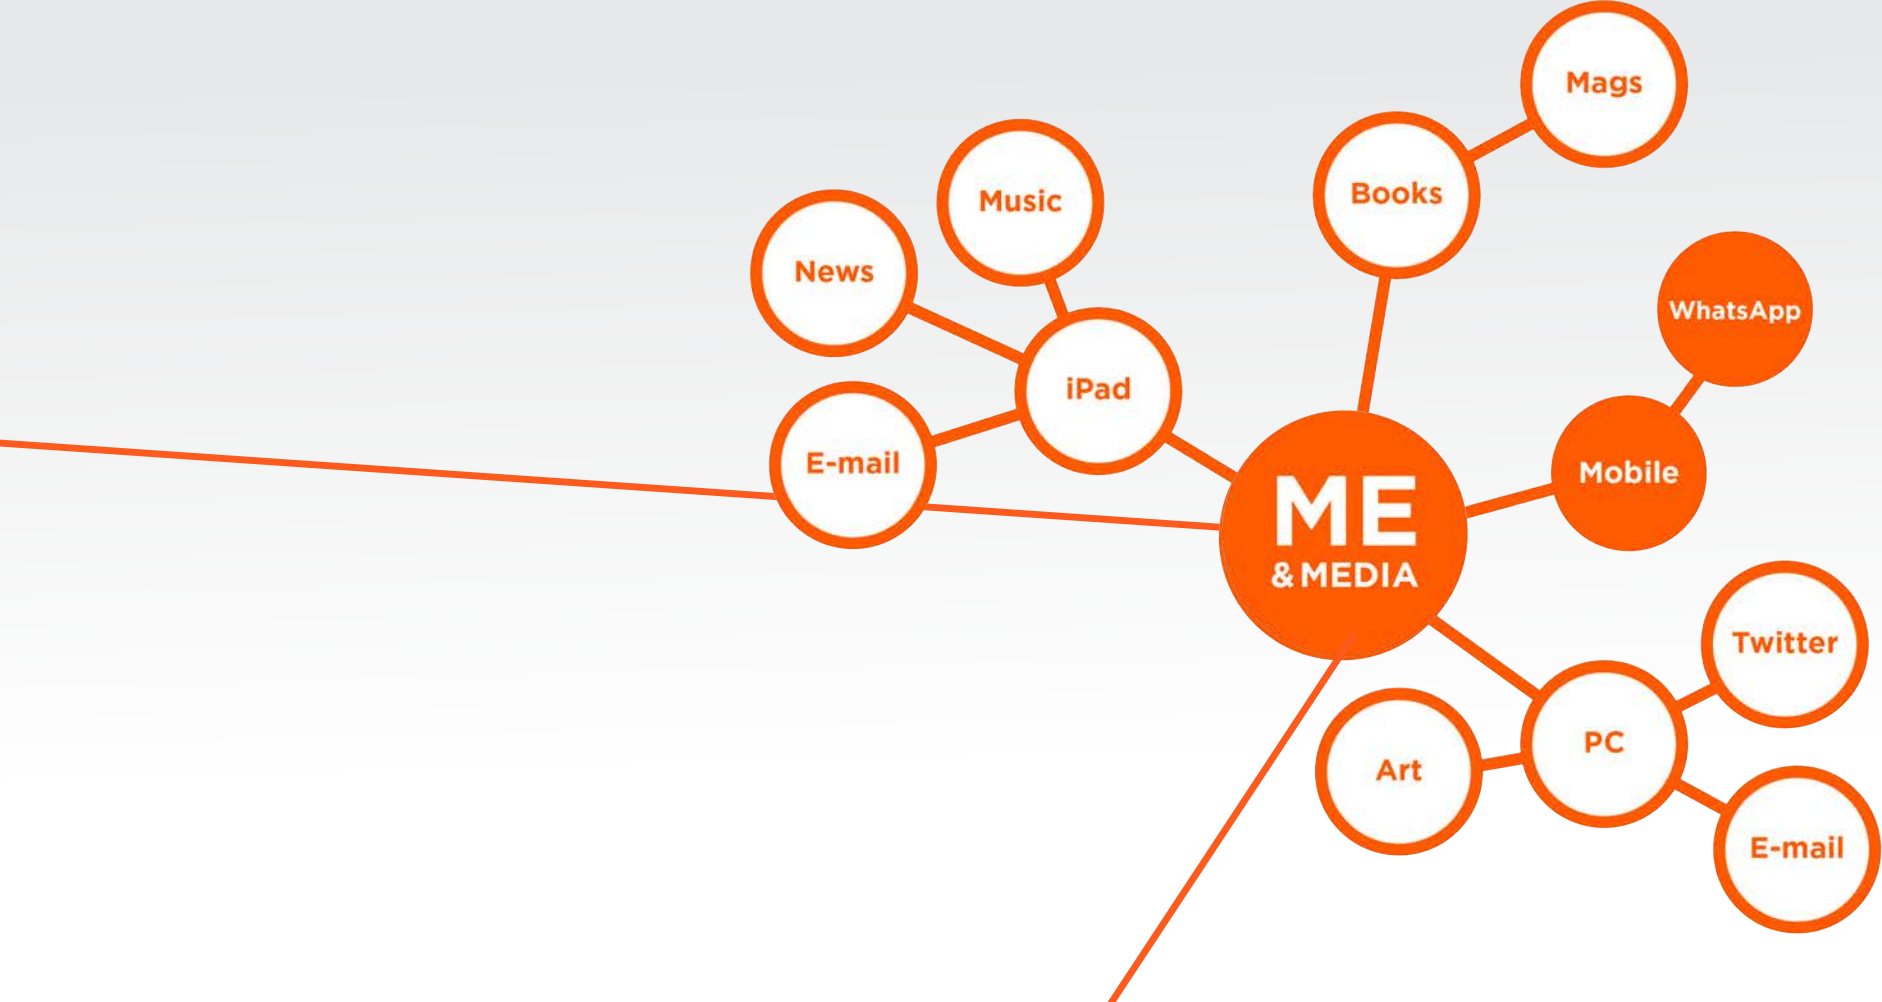 Mags
Books
Music
News
WhatsApp
iPad
E-mail
Mobile
ME
& MEDIA
Twitter
PC
Art
E-mail